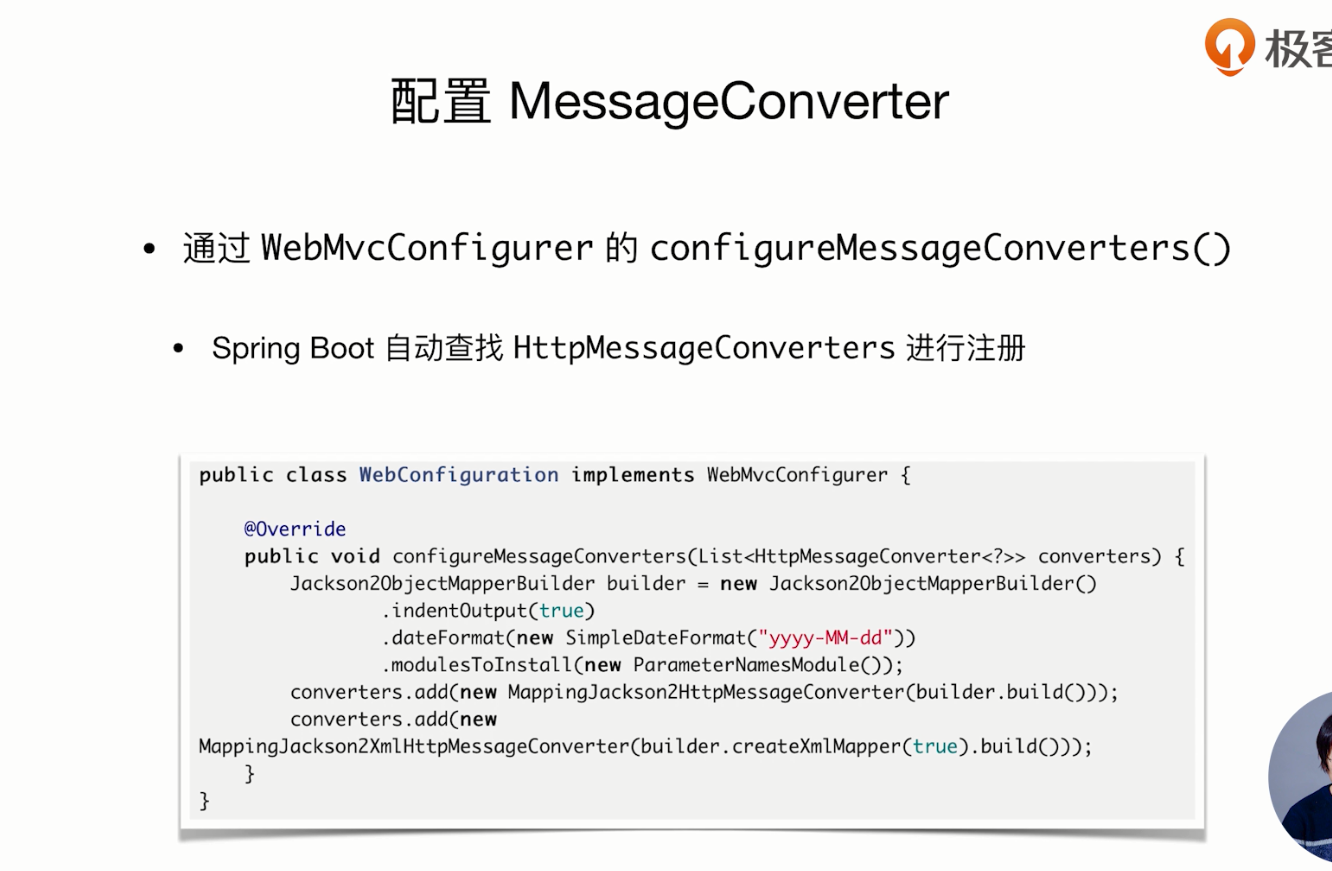 极客
配置 MessageConverter
• 通过 WebMvcConfigurer 的 configureMessageConverters()
• Spring Boot 自动查找 HttpMessageConverters 进行注册
public class WebConfiguration implements WebMvcConfigurer {
@Override
public void configureMessageConverters(List<HttpMessageConverter<?>> converters) {
Jackson2ObjectMapperBuilder builder = new Jackson2ObjectMapperBuilder()
.indentOutput(true)
.dateFormat(new SimpleDateFormat("yyyy-MM-dd"))
.modulesToInstall(new ParameterNamesModule());
converters.add(new MappingJackson2HttpMessageConverter(builder.build()));
converters.add(new
MappingJackson2XmlHttpMessageConverter(builder.createXmlMapper(true).build()));
}
}